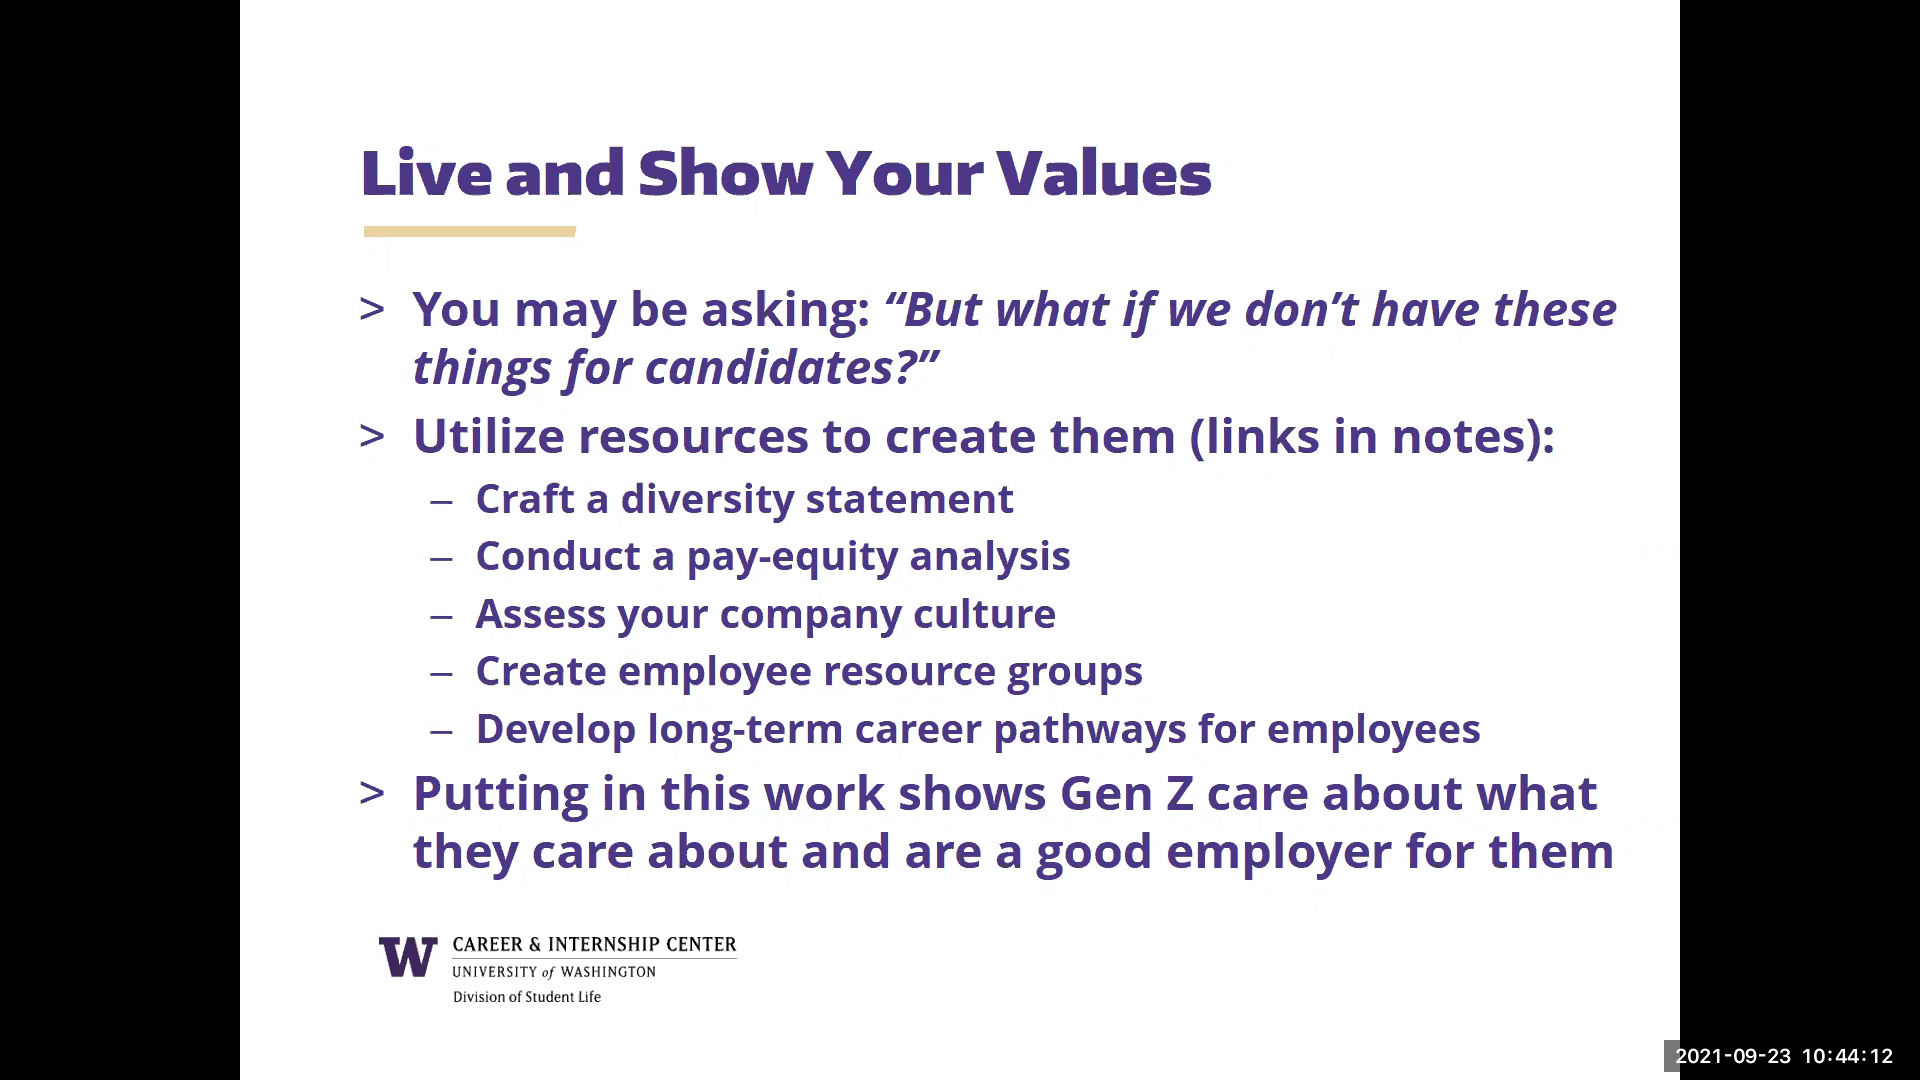 Live and Show Your Values
> You may be asking: “But what if we don’t have these
things for candidates?”
> Utilize resources to create them (links in notes):
– Craft a diversity statement
– Conduct a pay-equity analysis
– Assess your company culture
– Create employee resource groups
– Develop long-term career pathways for employees
> Putting in this work shows Gen Z care about what
they care about and are a good employer for them
W
CAREER & INTERNSHIP CENTER
UNIVERSITY of WASHINGTON
Division of Student Life
2021-09-23 10:44:12